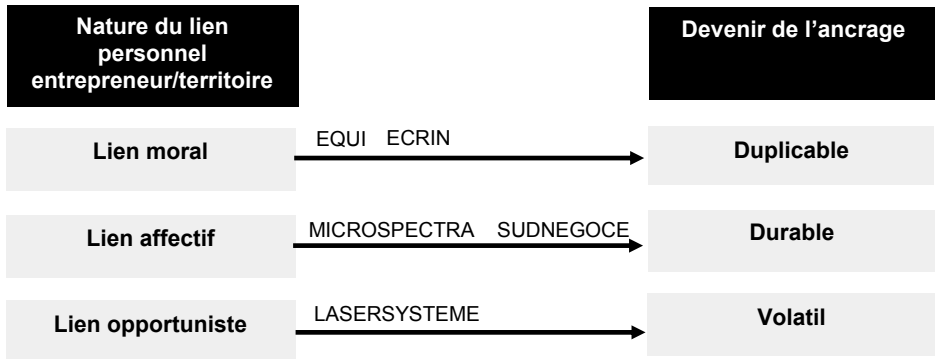 Nature du lien
personnel
entrepreneur/territoire
Devenir de l'ancrage
Lien moral
EQUI ECRIN
Duplicable
Lien affectif
MICROSPECTRA SUDNEGOCE
Durable
Lien opportuniste
LASERSYSTEME
Volatil